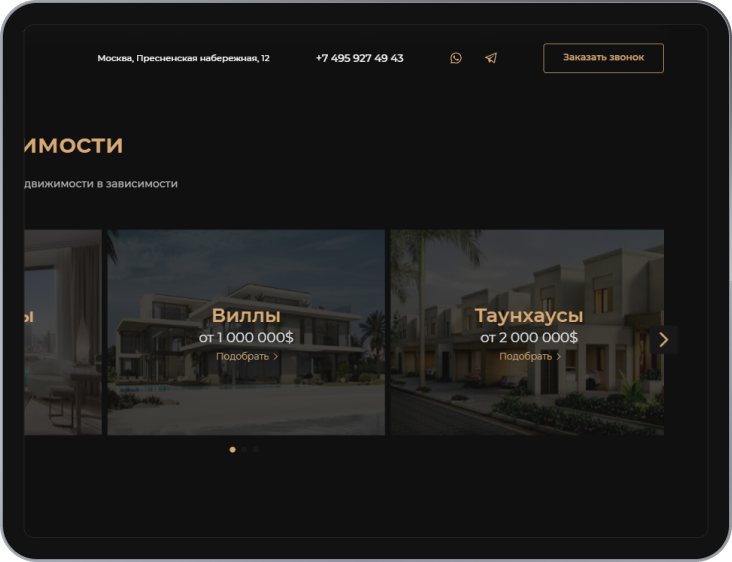 Москва, Пресненская набережная, 12
+7 495 927 49 43
Заказать звонок
имости
движимости в зависимости
ы
Виллы
от 1 000 000$
Подобрать >
Таунхаусы
от 2 000 000$
Подобрать >